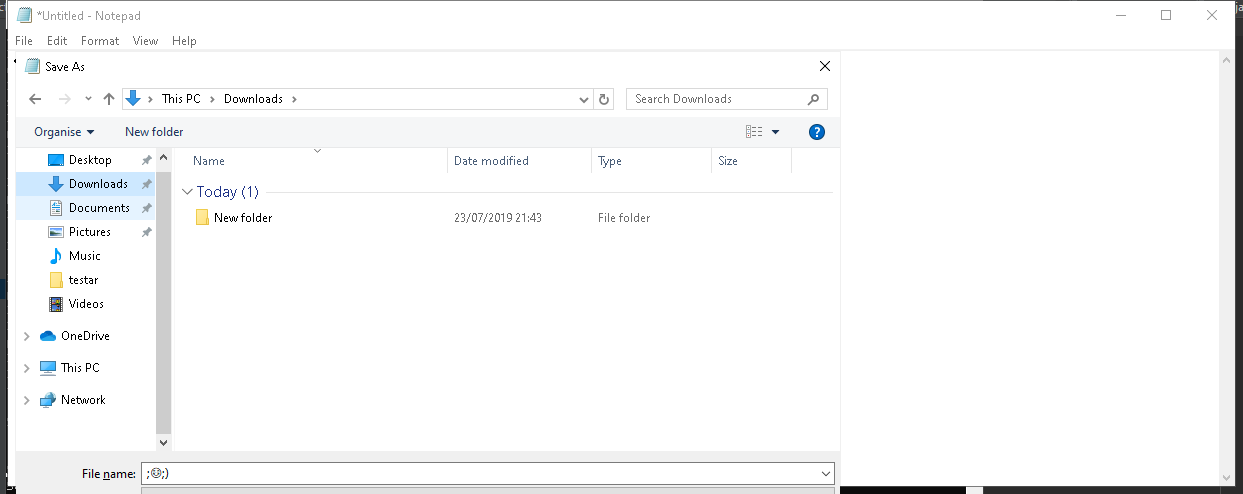 *Untitled - Notepad
File Edit Format View Help
Save As
This PC Downloads
Search Downloads
Organise New folder
Name Date modified Type Size
Desktop
Downloads
Documents
Pictures
Music
testar
Videos
OneDrive
This PC
Network
Today (1)
New folder 23/07/2019 21:43 File folder
File name: ;☺;)